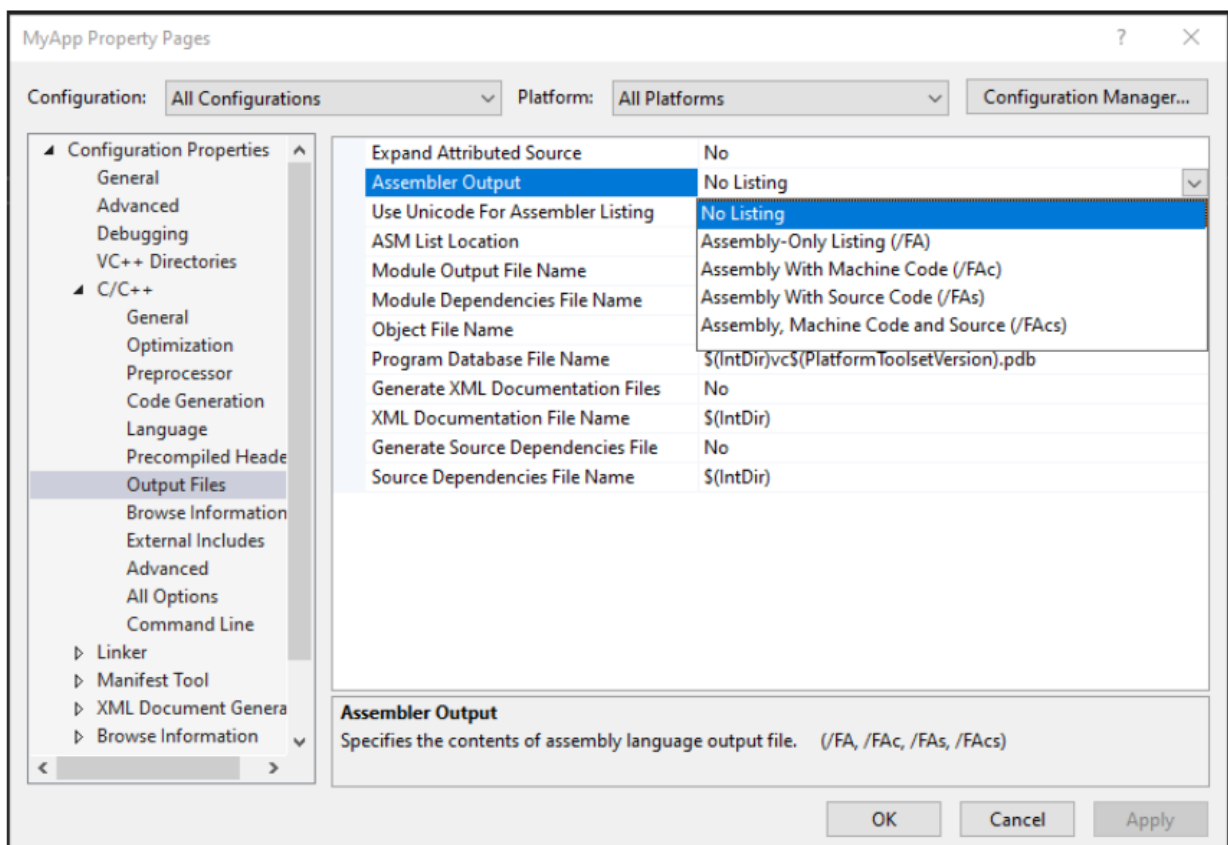 MyApp Property Pages
Configuration: All Configurations Platform: All Platforms Configuration Manager...
Configuration Properties
General
Advanced
Debugging
VC++ Directories
C/C++
General
Optimization
Preprocessor
Code Generation
Language
Precompiled Heade
Output Files
Browse Information
External Includes
Advanced
All Options
Command Line
Linker
Manifest Tool
XML Document Genera
Browse Information
Expand Attributed Source No
Assembler Output No Listing
Use Unicode For Assembler Listing
ASM List Location
Module Output File Name
Module Dependencies File Name
Object File Name
No Listing
Assembly-Only Listing (/FA)
Assembly With Machine Code (/FAc)
Assembly With Source Code (/FAs)
Assembly, Machine Code and Source (/FAcs)
Program Database File Name $(IntDir)vc$(PlatformToolsetVersion).pdb
Generate XML Documentation Files No
XML Documentation File Name $(IntDir)
Generate Source Dependencies File No
Source Dependencies File Name $(IntDir)
Assembler Output
Specifies the contents of assembly language output file. (/FA, /FAc, /FAs, /FAcs)
OK Cancel Apply